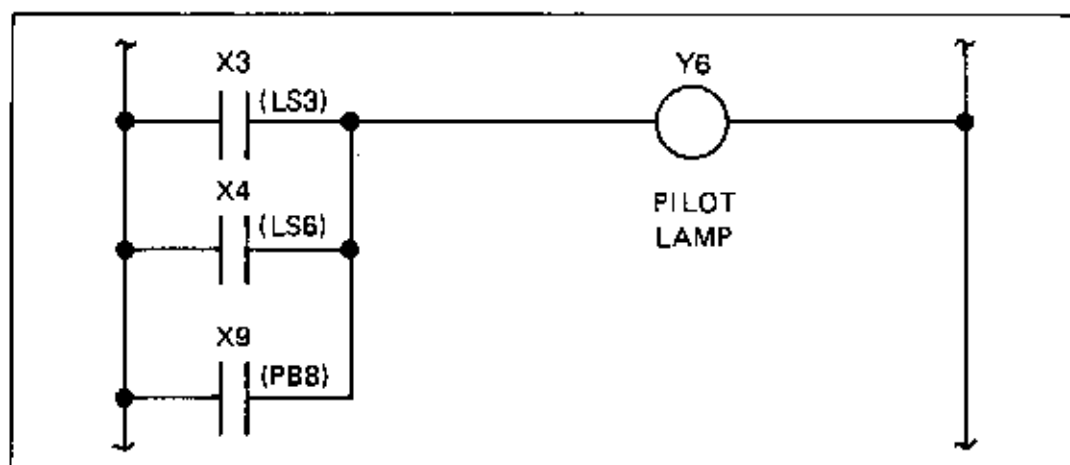 X3
(LS3)
Y6
X4
(LS6)
PILOT
LAMP
X9
(PB8)